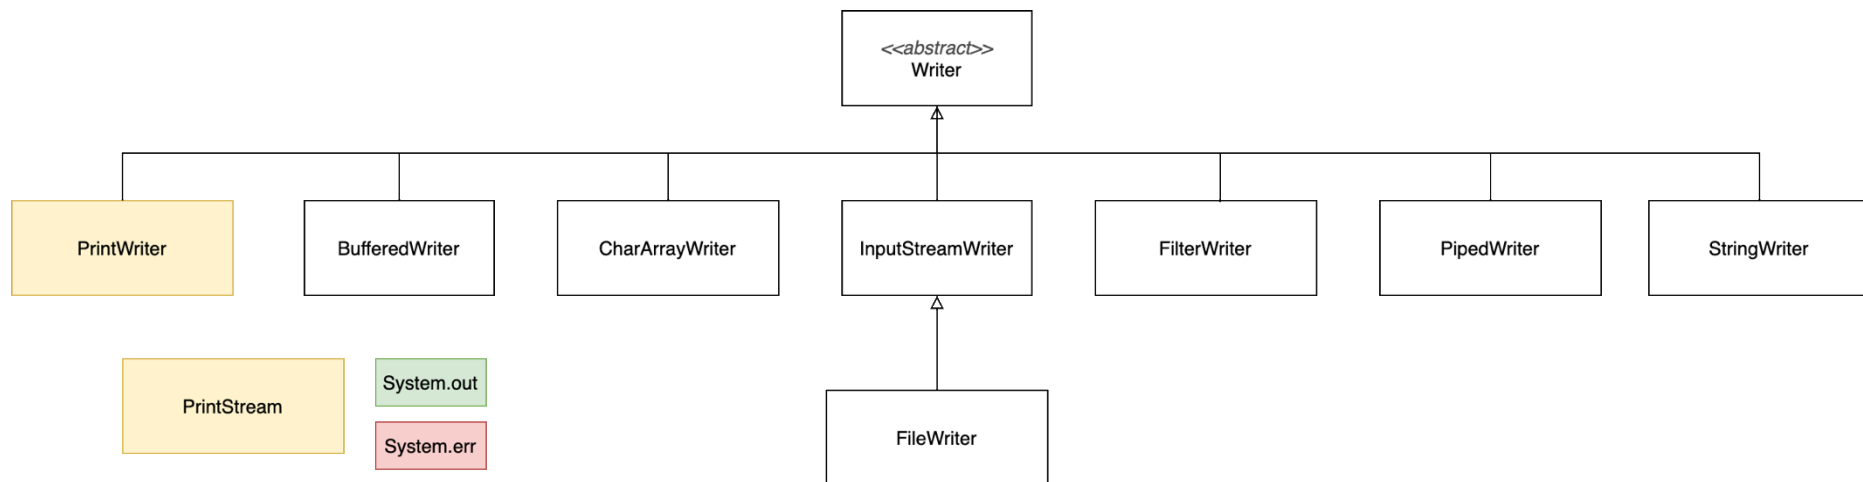 <<abstract>>
Writer
PrintWriter
BufferedWriter
CharArrayWriter
InputStreamWriter
FilterWriter
PipedWriter
StringWriter
PrintStream
System.out
System.err
FileWriter